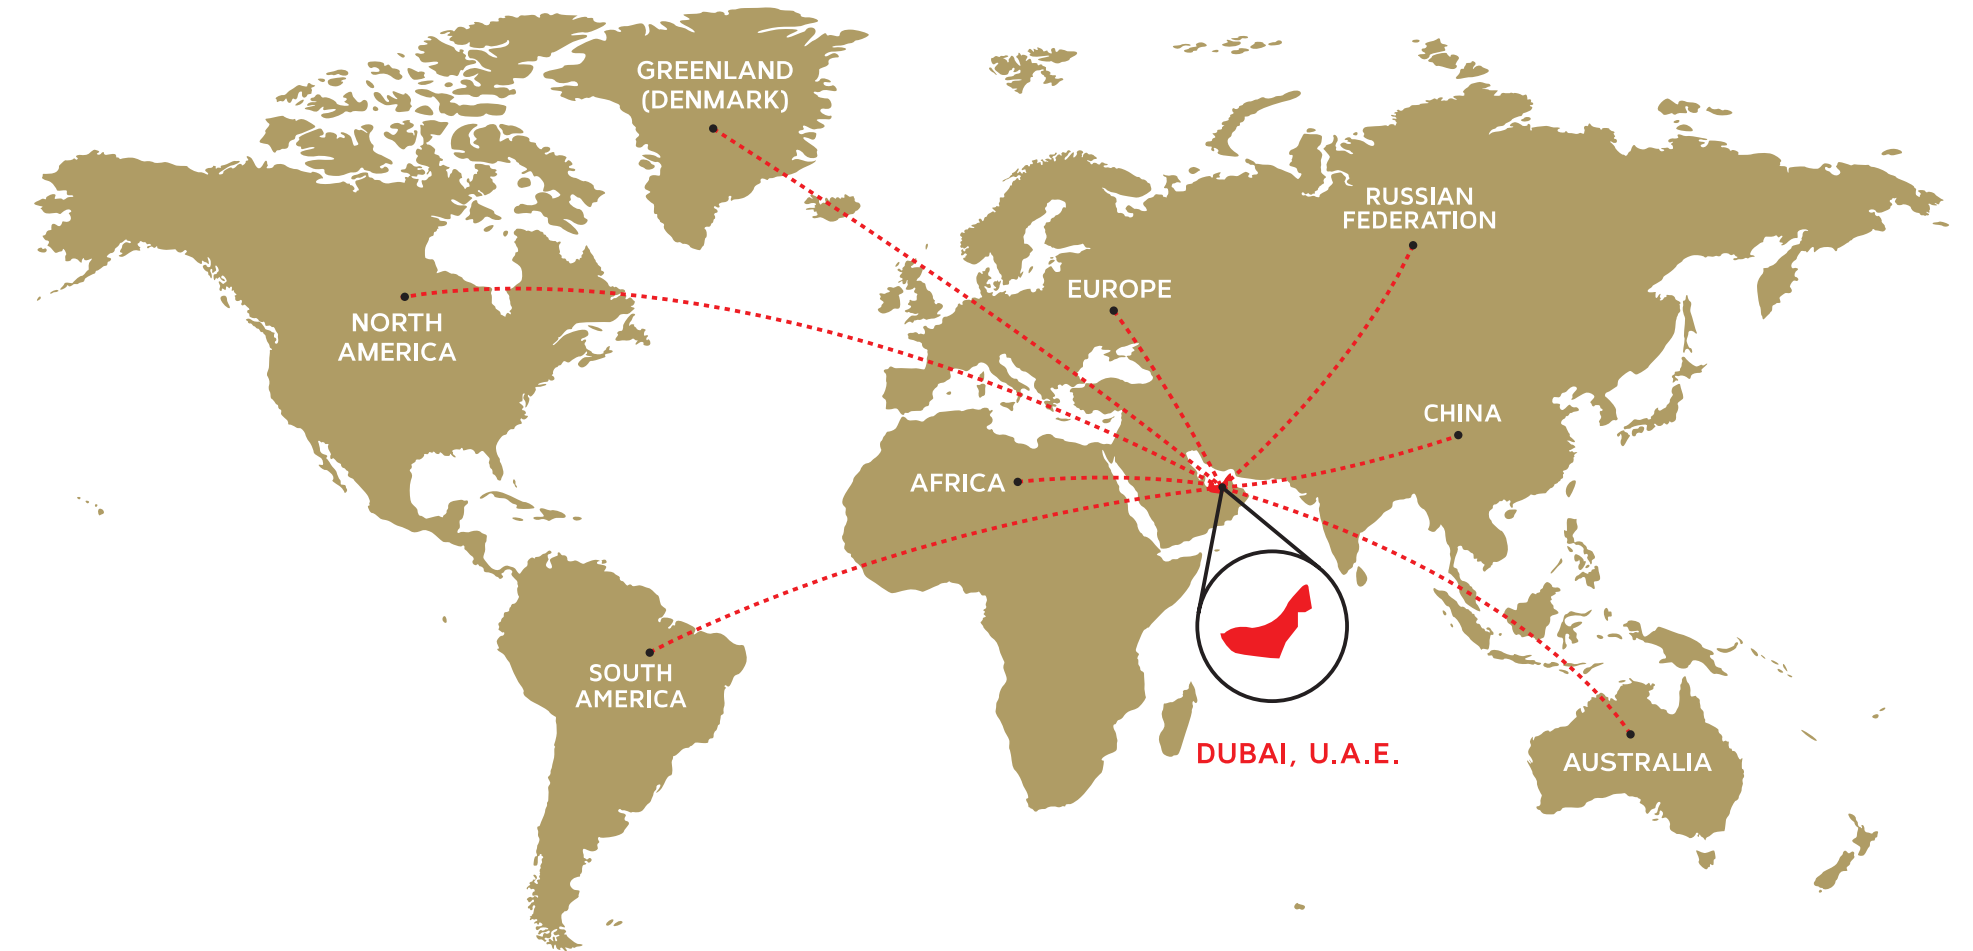 GREENLAND
(DENMARK)
RUSSIAN
FEDERATION
EUROPE
NORTH
AMERICA
CHINA
AFRICA
SOUTH
AMERICA
DUBAI, U.A.E.
AUSTRALIA